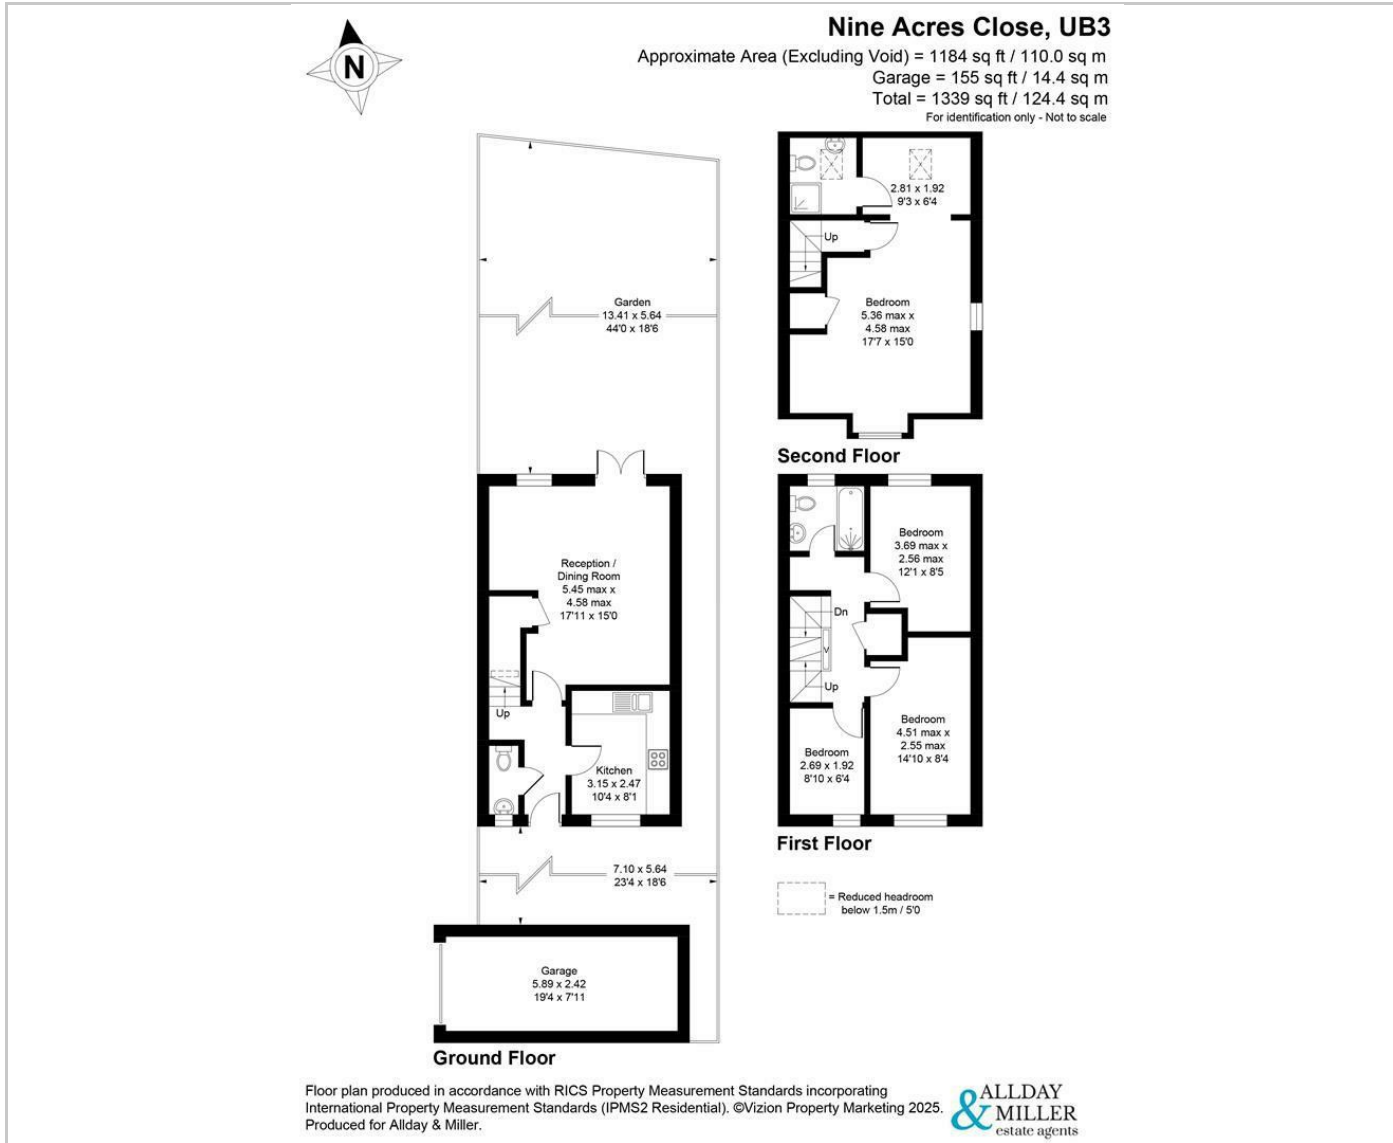 Nine Acres Close, UB3
Approximate Area (Excluding Void) = 1184 sq ft / 110.0 sq m
Garage = 155 sq ft / 14.4 sq m
Total = 1339 sq ft / 124.4 sq m
For identification only - Not to scale
N
2.81 x 1.92
9'3 x 6'4
Up
Bedroom
5.36 max x
4.58 max
17'7 x 15'0
Second Floor
Garden
13.41 x 5.64
44'0 x 18'6
Reception /
Dining Room
5.45 max x
4.58 max
17'11 x 15'0
Up
Kitchen
3.15 x 2.47
10'4 x 8'1
7.10 x 5.64
23'4 x 18'6
Garage
5.89 x 2.42
19'4 x 7'11
Ground Floor
Bedroom
3.69 max x
2.56 max
12'1 x 8'5
Dn
V
Up
Bedroom
4.51 max x
2.55 max
14'10 x 8'4
Bedroom
2.69 x 1.92
8'10 x 6'4
First Floor
= Reduced headroom
below 1.5m / 5'0
Floor plan produced in accordance with RICS Property Measurement Standards incorporating
International Property Measurement Standards (IPMS2 Residential). ©Vizion Property Marketing 2025.
Produced for Allday & Miller.
ALLDAY
& MILLER
estate agents